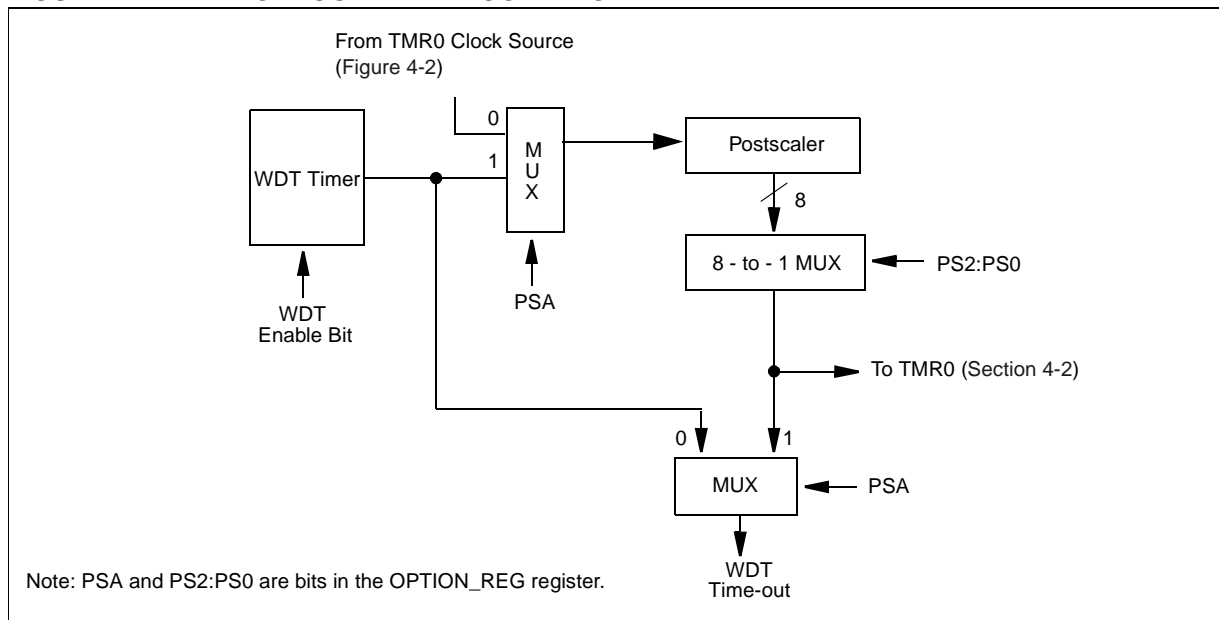 From TMR0 Clock Source
(Figure 4-2)
0
1
M
U
X
WDT Timer
Postscaler
8
8 - to - 1 MUX
PS2:PS0
PSA
WDT
Enable Bit
To TMR0 (Section 4-2)
0
1
MUX
PSA
WDT
Time-out
Note: PSA and PS2:PS0 are bits in the OPTION_REG register.